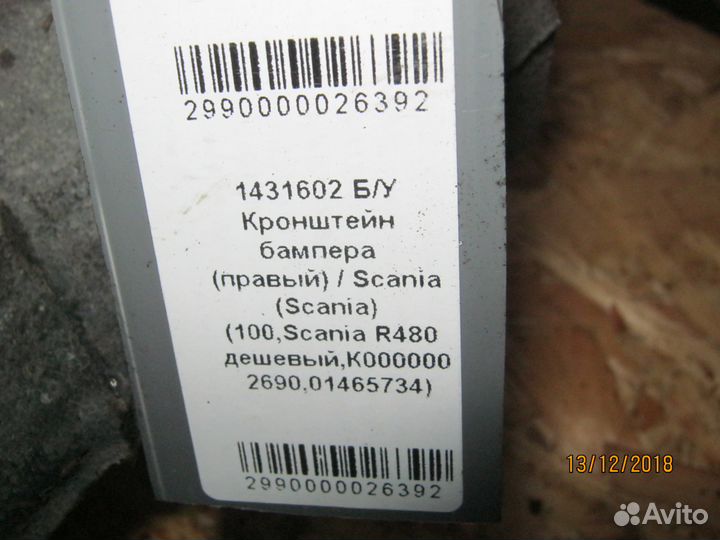 2990000026392
1431602 Б/У
Кронштейн
бампера
(правый) / Scania
(Scania)
(100,Scania R480
дешевый,К000000
2690,01465734)
2990000026392
13/12/2018
Avito